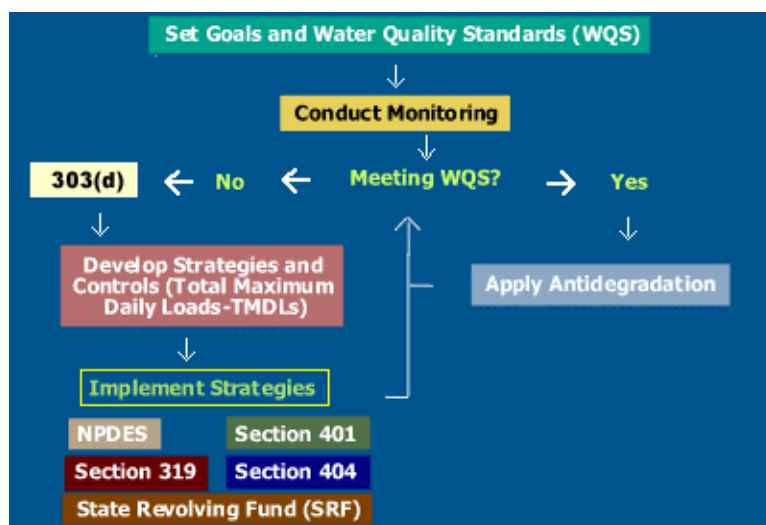 Set Goals and Water Quality Standards (WQS)
Conduct Monitoring
303(d)
No
Meeting WQS?
Yes
Develop Strategies and
Controls (Total Maximum
Daily Loads-TMDLs)
Apply Antidegradation
Implement Strategies
NPDES
Section 401
Section 319
Section 404
State Revolving Fund (SRF)